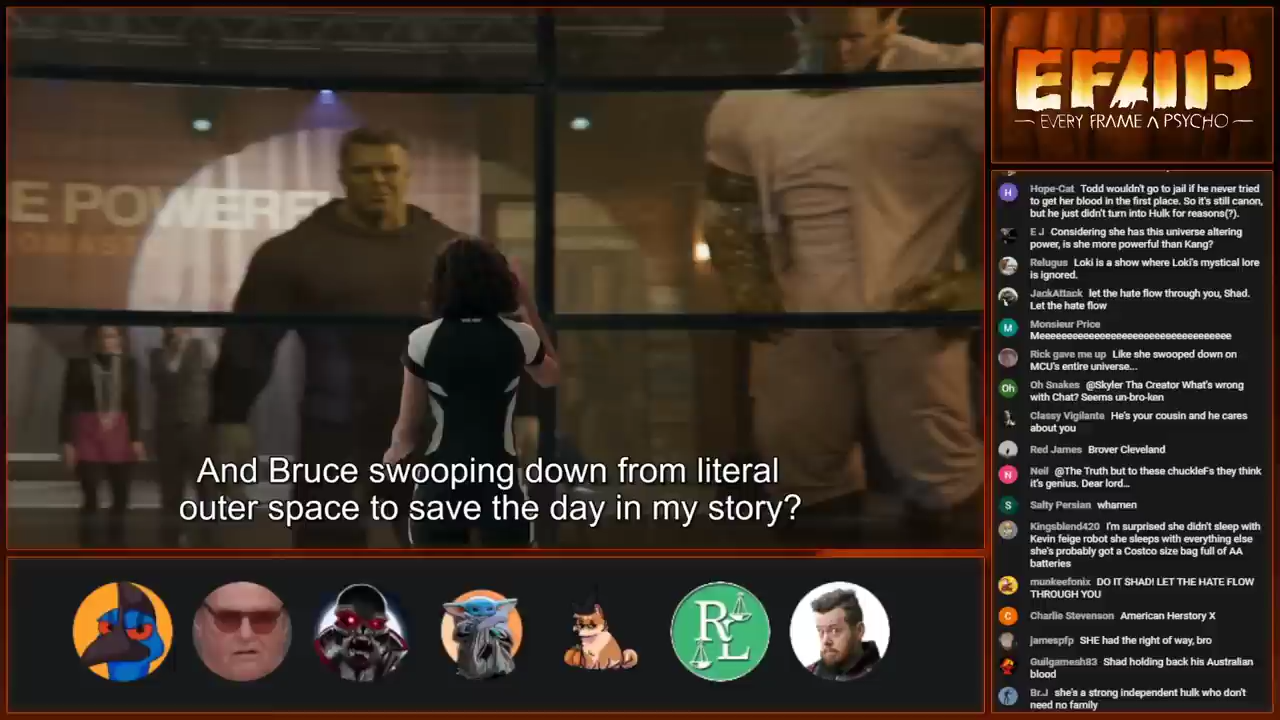 E POWERF
OMAS
And Bruce swooping down from literal
outer space to save the day in my story?
EFAP
EVERY FRAME A PSYCHO
Hope-Cat Todd wouldn't go to jail if he never tried
to get her blood in the first place. So it's still canon,
but he just didn't turn into Hulk for reasons(?).
E J Considering she has this universe altering
power, is she more powerful than Kang?
Relugus Loki is a show where Loki's mystical lore
is ignored.
JackAttack let the hate flow through you, Shad.
Let the hate flow
M
Monsieur Price
Meeeeeeeeeeeeeeeeeeeeeeeeeeeeeeeeee
Rick gave me up Like she swooped down on
MCU's entire universe...
Oh Snakes @Skyler Tha Creator What's wrong
with Chat? Seems un-bro-ken
Classy Vigilante He's your cousin and he cares
about you
Red James Brover Cleveland
Neil @The Truth but to these chuckleFs they think
it's genius. Dear lord...
Salty Persian whamen
Kingsblend420 I'm surprised she didn't sleep with
Kevin feige robot she sleeps with everything else
she's probably got a Costco size bag full of AA
batteries
munkeefonix DO IT SHAD! LET THE HATE FLOW
THROUGH YOU
Charlie Stevenson American Herstory X
jamespfp SHE had the right of way, bro
Guilgamesh83 Shad holding back his Australian
blood
Br.J she's a strong independent hulk who don't
need no family
R
L